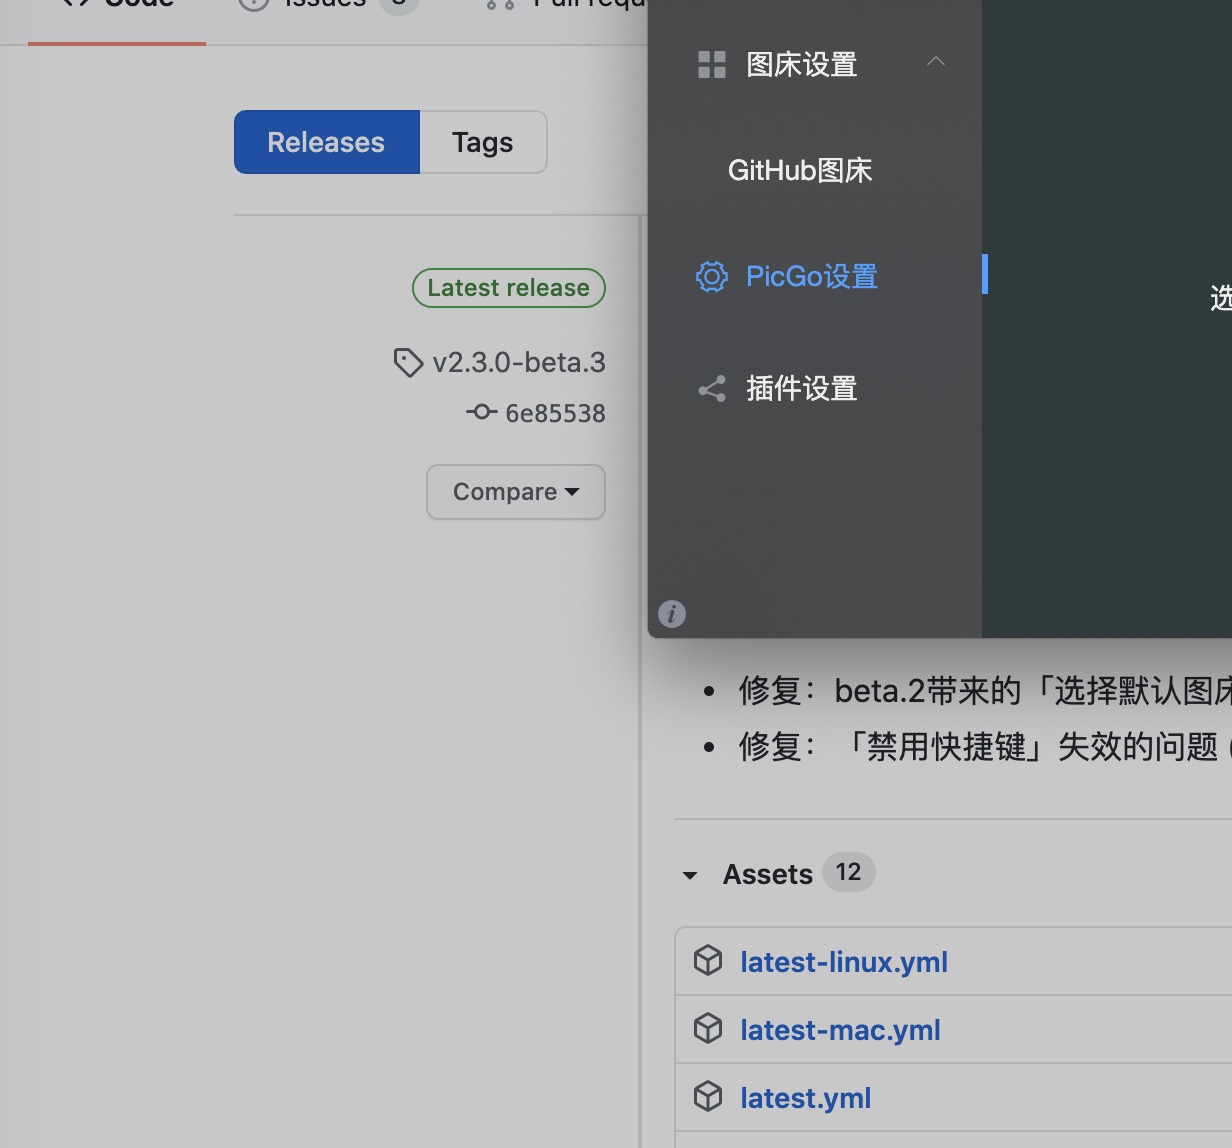 Code
Issues
Releases
Tags
Latest release
v2.3.0-beta.3
6e85538
Compare
图床设置
GitHub图床
PicGo设置
插件设置
选
修复：beta.2带来的「选择默认图床
修复：「禁用快捷键」失效的问题 (
Assets 12
latest-linux.yml
latest-mac.yml
latest.yml